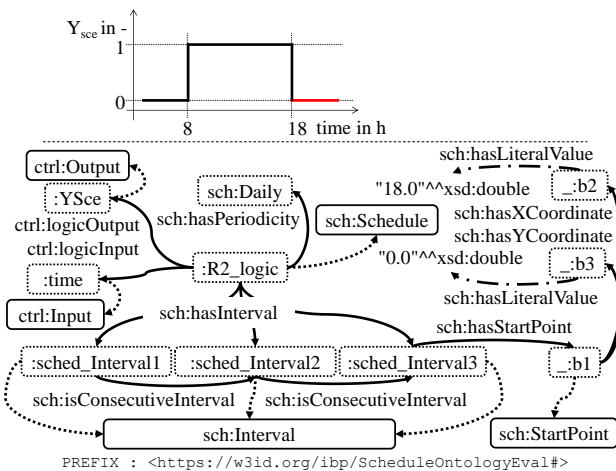 Y_sce in -
1
0
8
18
time in h
ctrl:Output
:YSce
ctrl:logicOutput
ctrl:logicInput
:time
ctrl:Input
sch:Daily
sch:hasPeriodicity
:R2_logic
sch:Schedule
sch:hasLiteralValue
"18.0"^^xsd:double
_:b2
sch:hasXCoordinate
sch:hasYCoordinate
"0.0"^^xsd:double
_:b3
sch:hasLiteralValue
sch:hasInterval
sch:hasStartPoint
:sched_Interval1
:sched_Interval2
:sched_Interval3
_:b1
sch:isConsecutiveInterval
sch:isConsecutiveInterval
sch:Interval
sch:StartPoint
PREFIX : <https://w3id.org/ibp/ScheduleOntologyEval#>